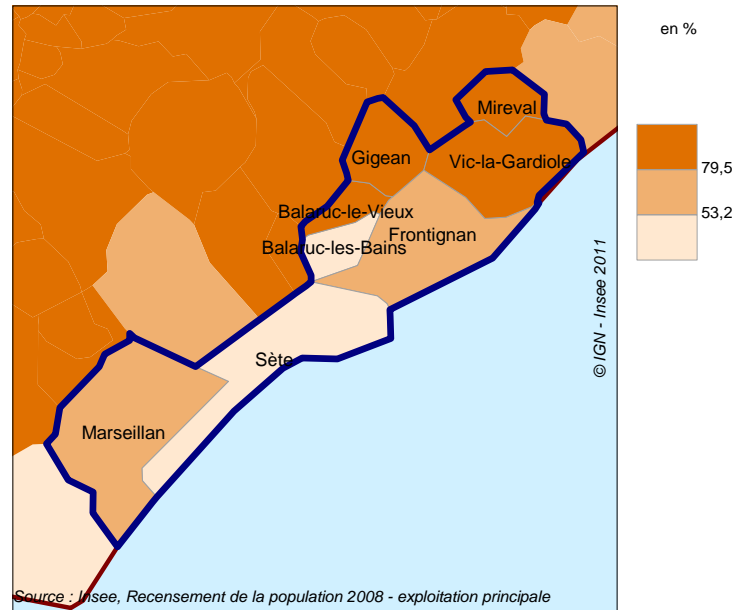 en %
Mireval
Gigean
Vic-la-Gardiole
79,5
Balaruc-le-Vieux
53,2
Frontignan
Balaruc-les-Bains
© IGN - Insee 2011
Sète
Marseillan
Source : Insee, Recensement de la population 2008 - exploitation principale